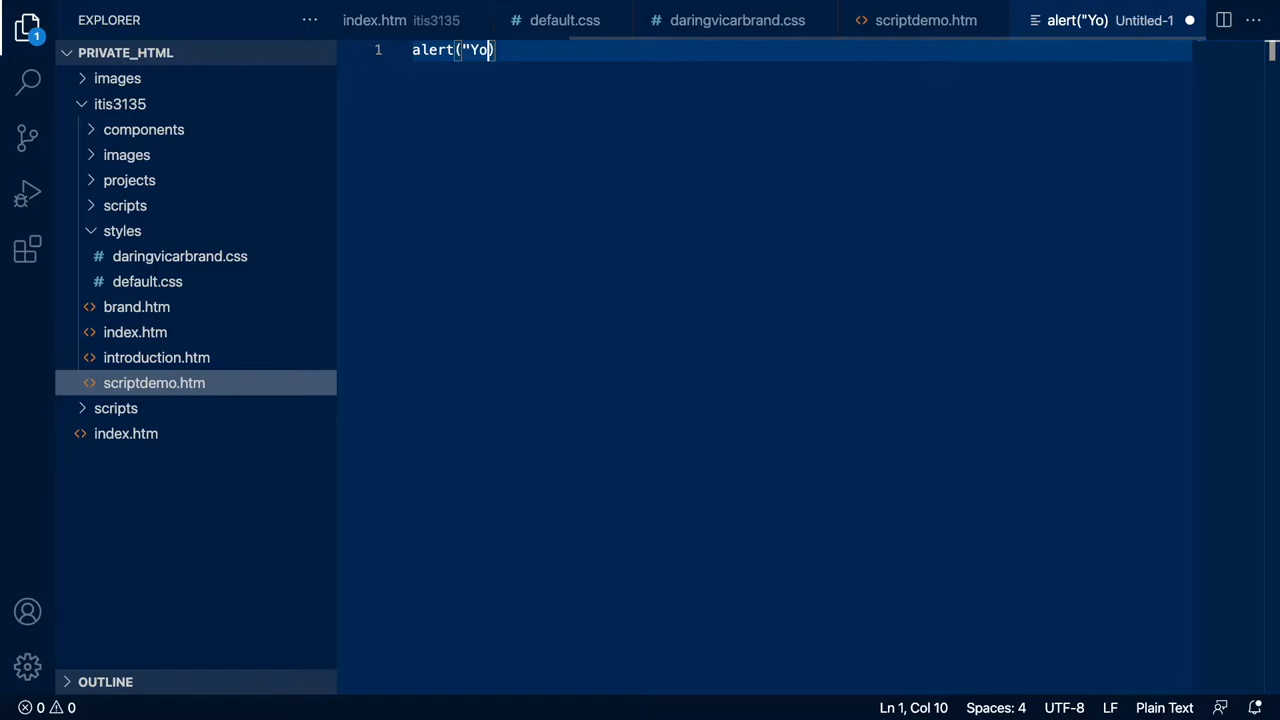 EXPLORER
index.htm itis3135
# default.css
# daringvicarbrand.css
<> scriptdemo.htm
alert("Yo) Untitled-1
1
PRIVATE_HTML
images
itis3135
components
images
projects
scripts
styles
# daringvicarbrand.css
# default.css
<> brand.htm
<> index.htm
<> introduction.htm
<> scriptdemo.htm
scripts
<> index.htm
1 alert("Yo)
OUTLINE
0 0
Ln 1, Col 10
Spaces: 4
UTF-8
LF
Plain Text